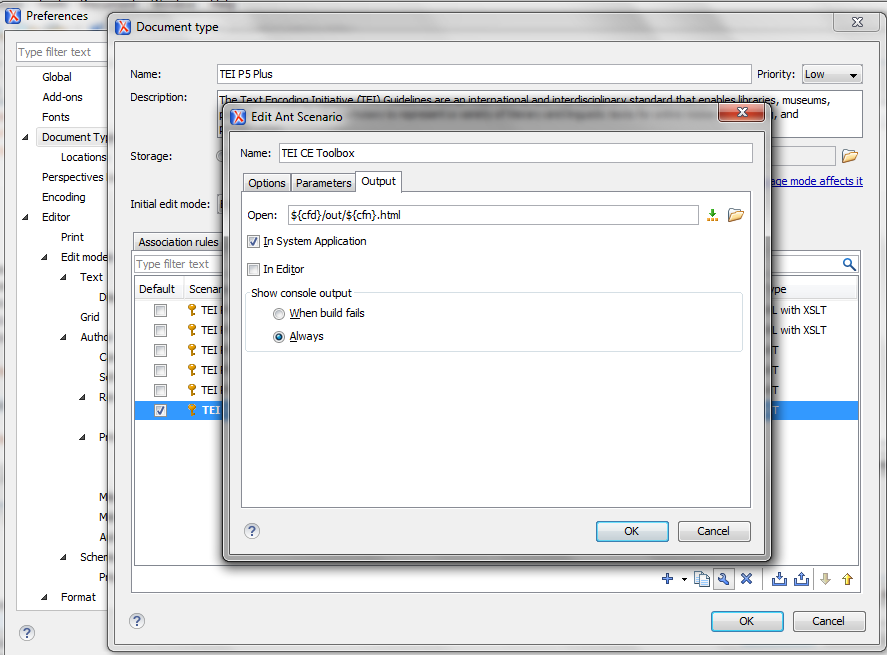 Preferences
Document type
Type filter text
Global
Add-ons
Fonts
Document Typ
Locations
Perspectives
Encoding
Editor
Print
Edit mode
Text
D
Grid
Autho
C
Sc
R
Pr
M
M
A
Schem
Pr
Format
Name: TEI P5 Plus
Priority: Low
Description: The Text Encoding Initiative (TEI) Guidelines are an international and interdisciplinary standard that enables libraries, museums,
and
Storage:
age mode affects it
Initial edit mode:
Association rules
Type filter text
Default Scenar
ype
TEI
L with XSLT
TEI
L with XSLT
TEI
T
TEI
T
TEI
T
TEI
T
Edit Ant Scenario
Name: TEI CE Toolbox
Options Parameters Output
Open: ${cfd}/out/${cfn}.html
In System Application
In Editor
Show console output
When build fails
Always
OK Cancel
OK Cancel